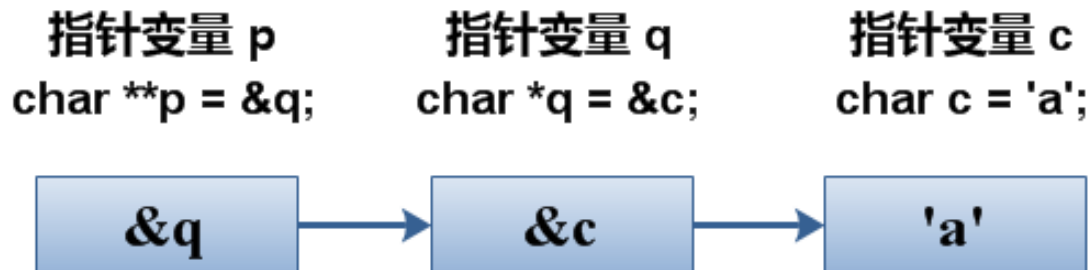 指针变量 p 指针变量 q 指针变量 c
char **p = &q; char *q = &c; char c = 'a';
&q &c 'a'